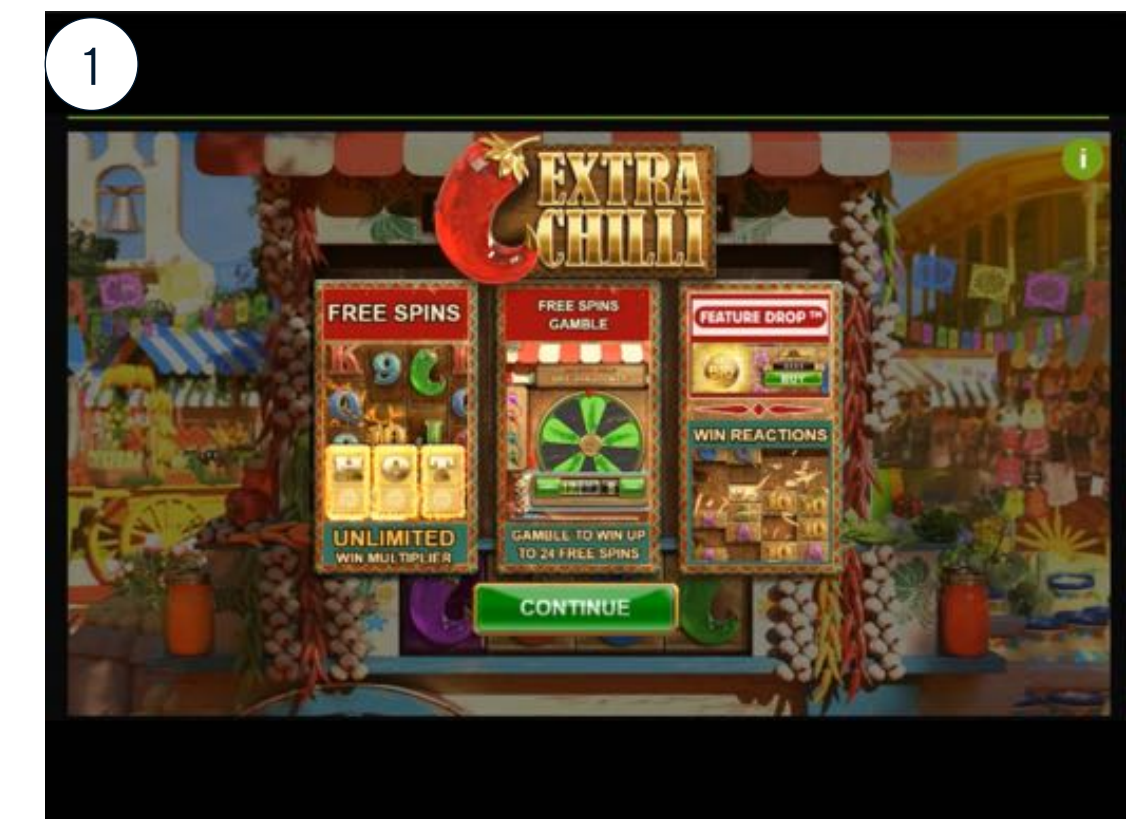 1
i
EXTRA
CHILLI
FREE SPINS
UNLIMITED
WIN MULTIPLIER
FREE SPINS
GAMBLE
GAMBLE TO WIN UP
TO 24 FREE SPINS
FEATURE DROP™
BUY
WIN REACTIONS
CONTINUE